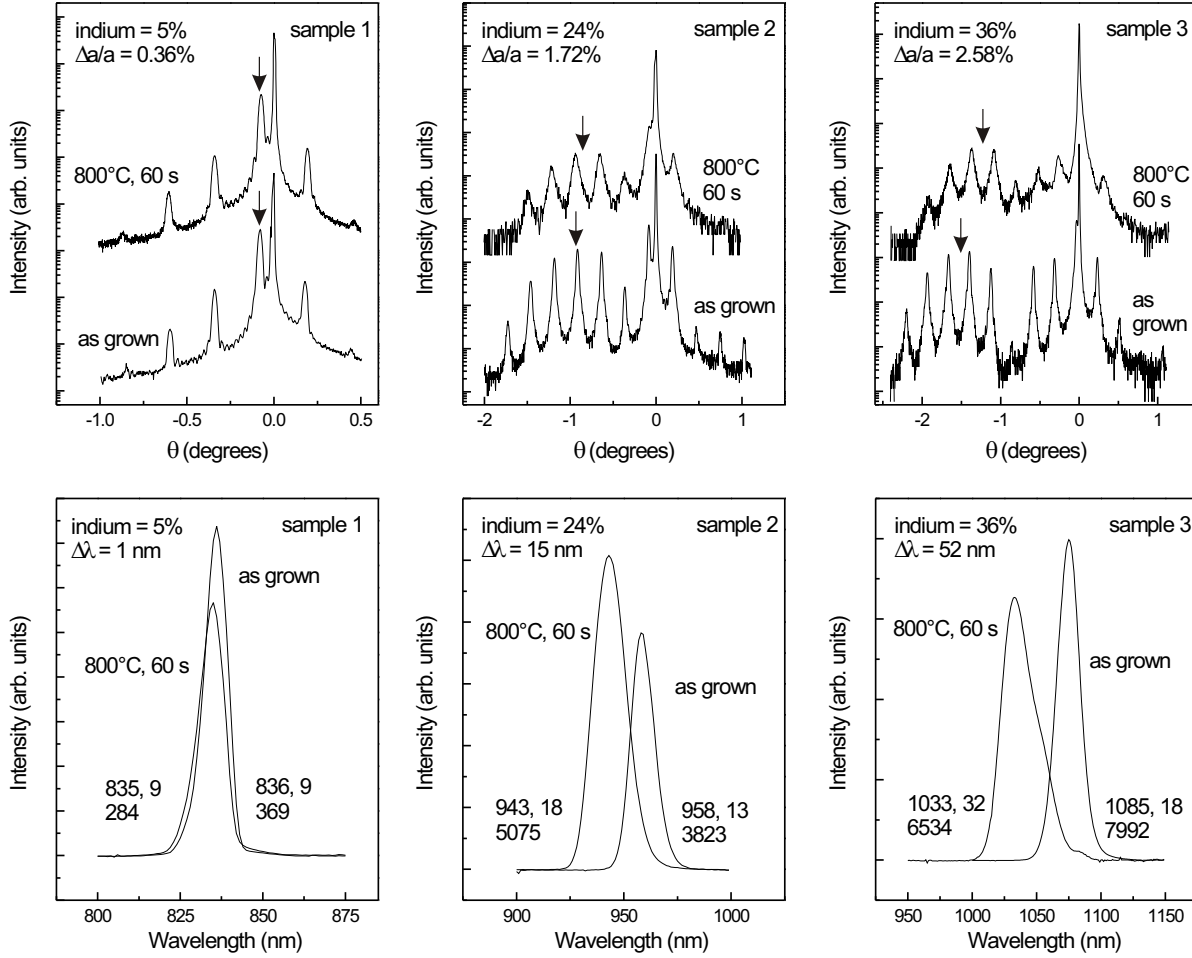 indium = 5%
Δa/a = 0.36%
sample 1
800°C, 60 s
as grown
Intensity (arb. units)
-1.0
-0.5
0.0
0.5
θ (degrees)
indium = 24%
Δa/a = 1.72%
sample 2
800°C
60 s
as grown
Intensity (arb. units)
-2
-1
0
1
θ (degrees)
indium = 36%
Δa/a = 2.58%
sample 3
800°C
60 s
as
grown
Intensity (arb. units)
-2
-1
0
1
θ (degrees)
indium = 5%
Δλ = 1 nm
sample 1
as grown
800°C, 60 s
835, 9
284
836, 9
369
Intensity (arb. units)
800
825
850
875
Wavelength (nm)
indium = 24%
Δλ = 15 nm
sample 2
800°C, 60 s
as grown
943, 18
5075
958, 13
3823
Intensity (arb. units)
900
950
1000
Wavelength (nm)
indium = 36%
Δλ = 52 nm
sample 3
800°C, 60 s
as grown
1033, 32
6534
1085, 18
7992
Intensity (arb. units)
950
1000
1050
1100
1150
Wavelength (nm)